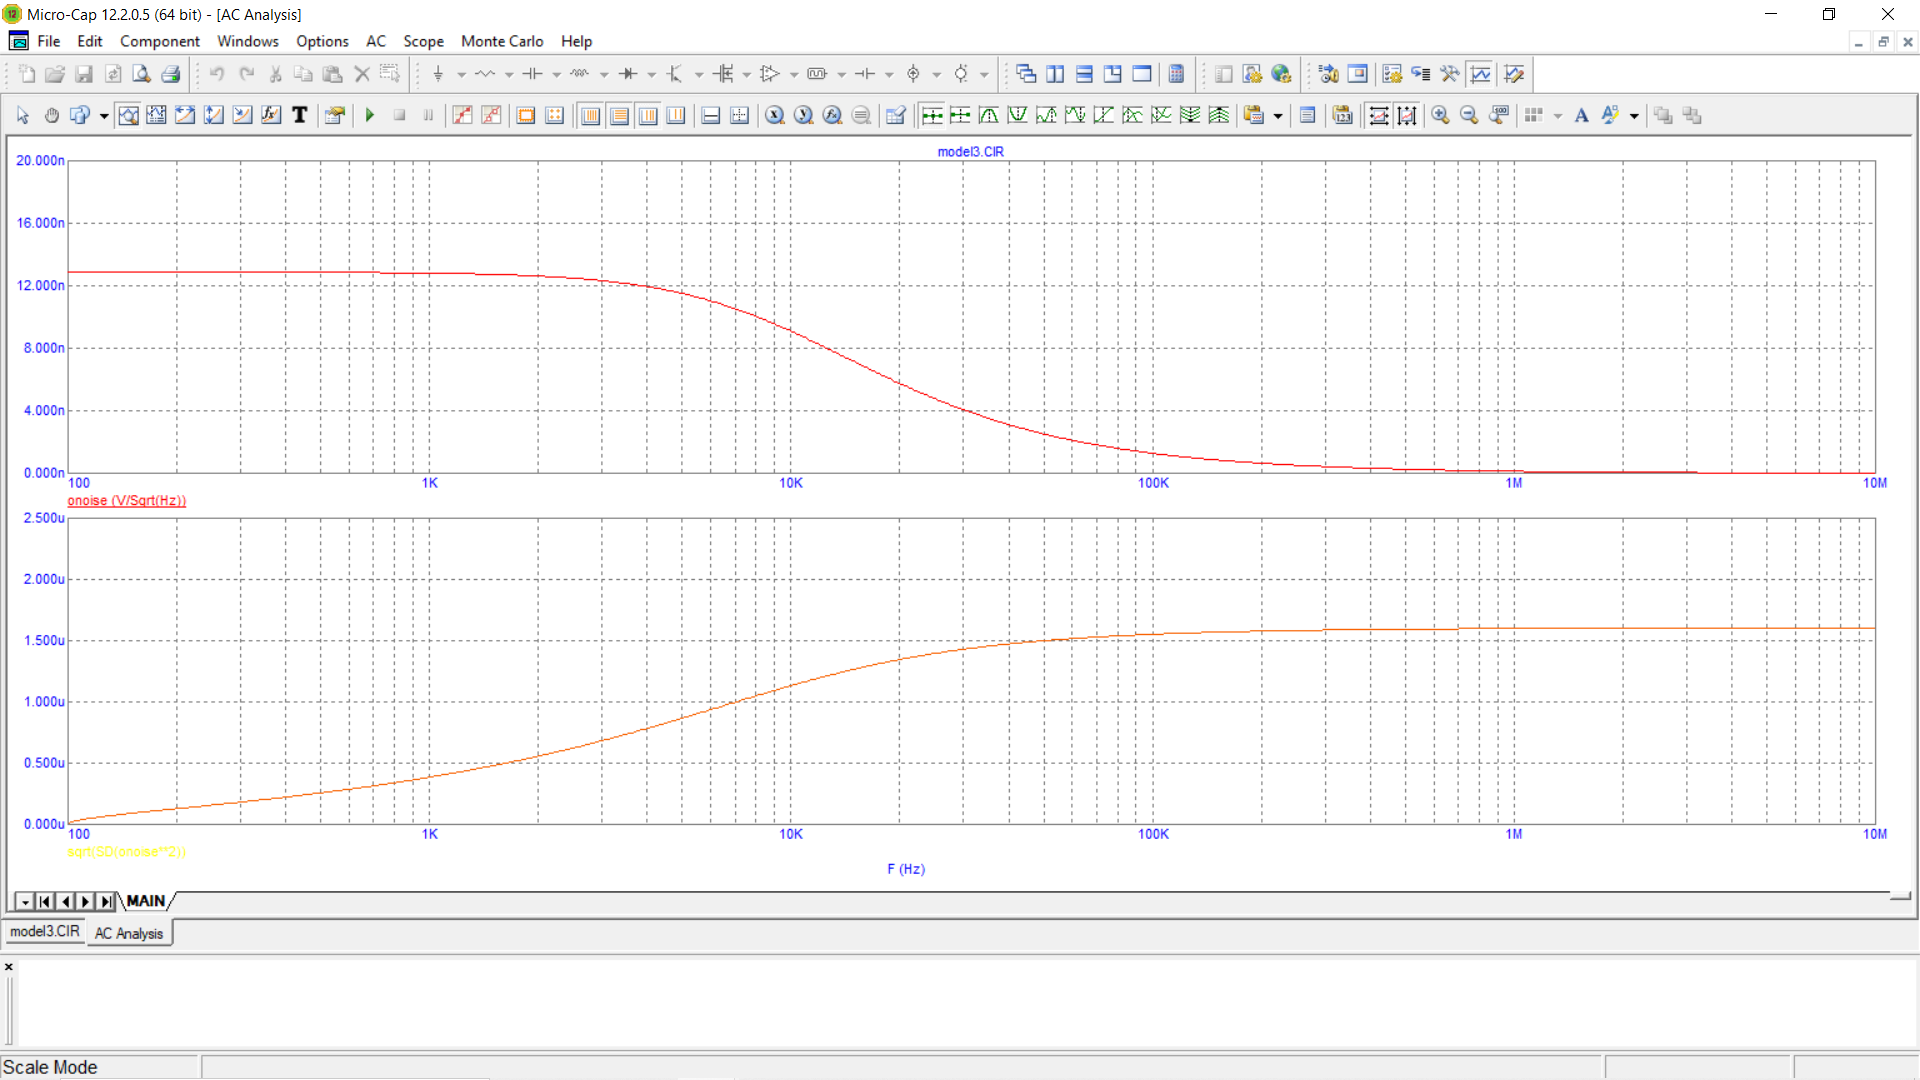 Micro-Cap 12.2.0.5 (64 bit) - [AC Analysis]
File Edit Component Windows Options AC Scope Monte Carlo Help
model3.CIR
20.000n
16.000n
12.000n
8.000n
4.000n
0.000n
100 1K 10K 100K 1M 10M
onoise (V/Sqrt(Hz))
2.500u
2.000u
1.500u
1.000u
0.500u
0.000u
100 1K 10K 100K 1M 10M
sqrt(SD(onoise**2))
F (Hz)
MAIN
model3.CIR AC Analysis
Scale Mode